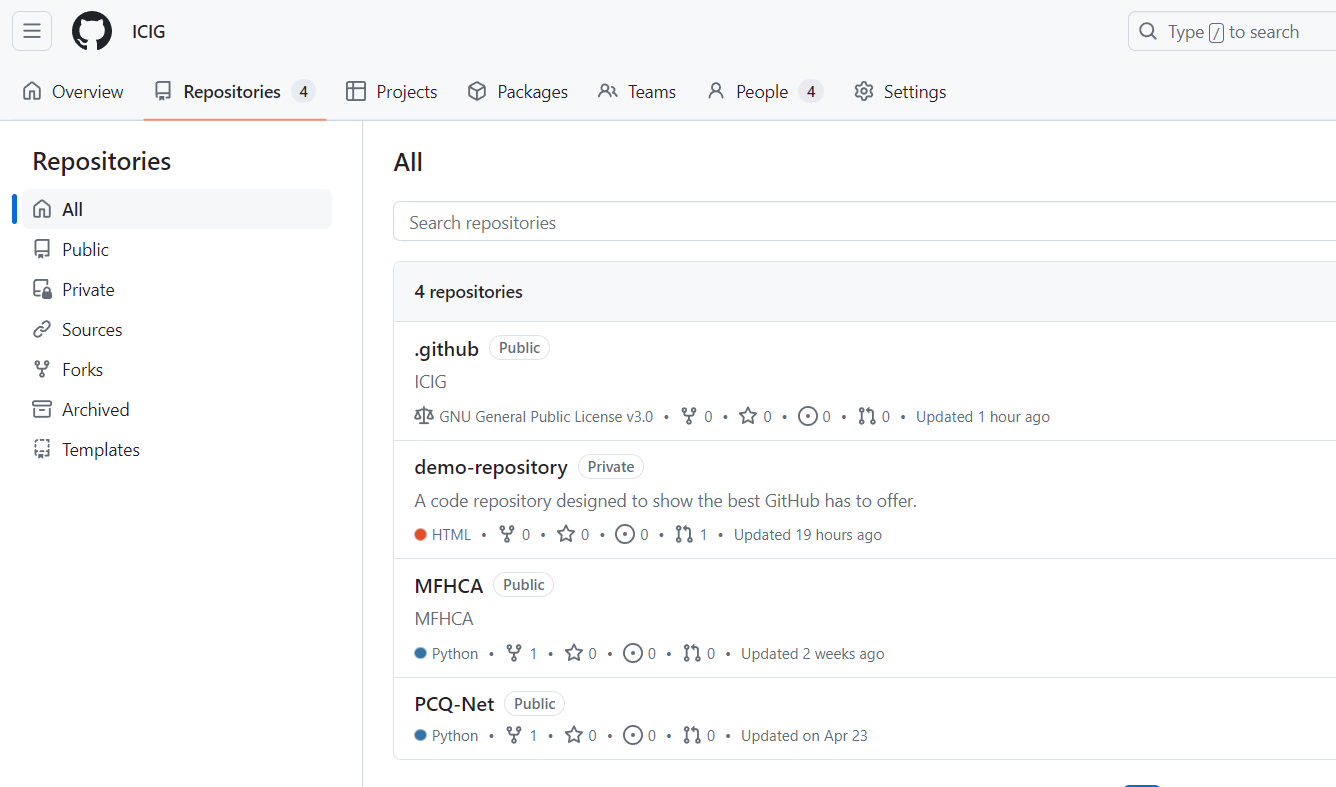 ICIG
Type / to search
Overview Repositories 4 Projects Packages Teams People 4 Settings
Repositories
All
Public
Private
Sources
Forks
Archived
Templates
All
Search repositories
4 repositories
.github Public
ICIG
GNU General Public License v3.0 • 0 • 0 • 0 • 0 • Updated 1 hour ago
demo-repository Private
A code repository designed to show the best GitHub has to offer.
HTML • 0 • 0 • 0 • 1 • Updated 19 hours ago
MFHCA Public
MFHCA
Python • 1 • 0 • 0 • 0 • Updated 2 weeks ago
PCQ-Net Public
Python • 1 • 0 • 0 • 0 • Updated on Apr 23